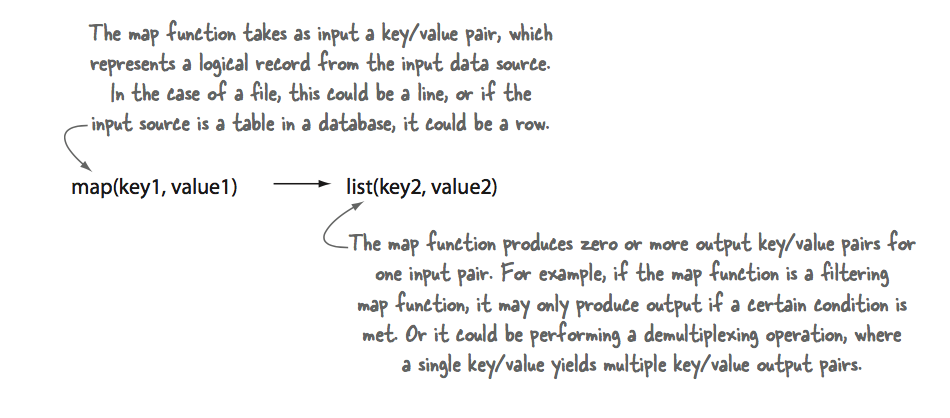 The map function takes as input a key/value pair, which
represents a logical record from the input data source.
In the case of a file, this could be a line, or if the
input source is a table in a database, it could be a row.
map(key1, value1)
list(key2, value2)
The map function produces zero or more output key/value pairs for
one input pair. For example, if the map function is a filtering
map function, it may only produce output if a certain condition is
met. Or it could be performing a demultiplexing operation, where
a single key/value yields multiple key/value output pairs.